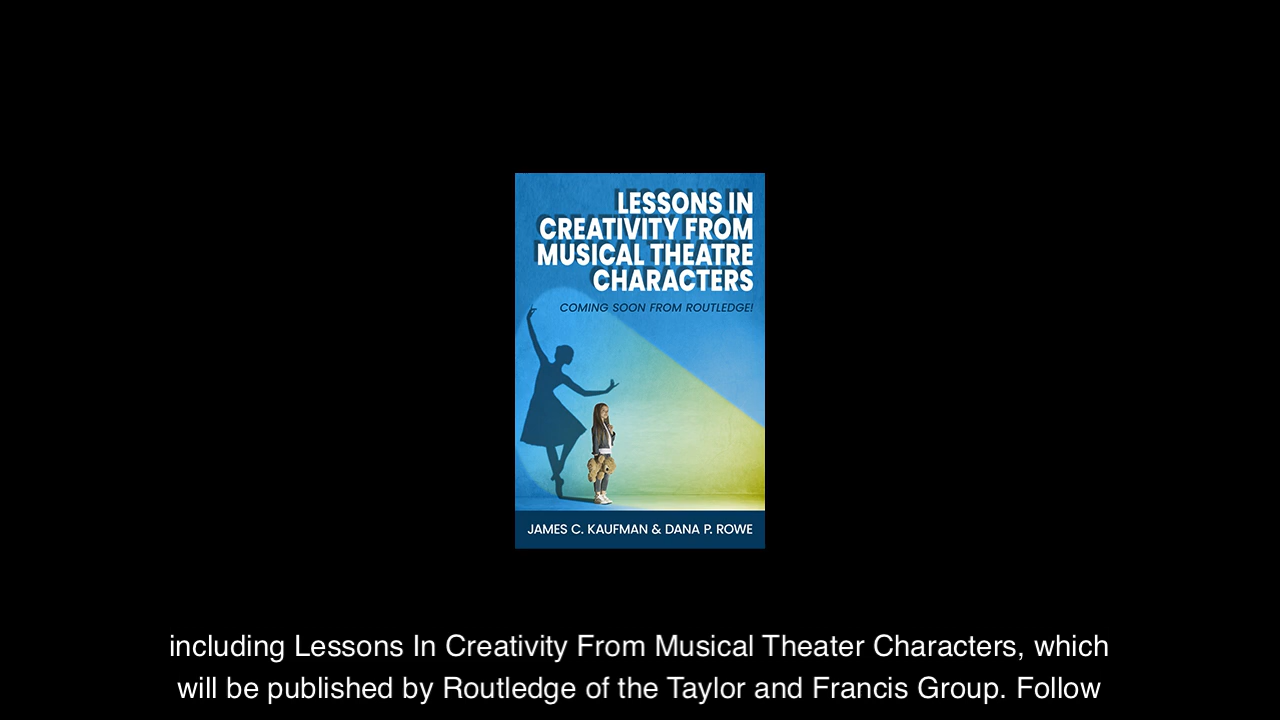 LESSONS IN
CREATIVITY FROM
MUSICAL THEATRE
CHARACTERS
COMING SOON FROM ROUTLEDGE!
JAMES C. KAUFMAN & DANA P. ROWE
including Lessons In Creativity From Musical Theater Characters, which
will be published by Routledge of the Taylor and Francis Group. Follow